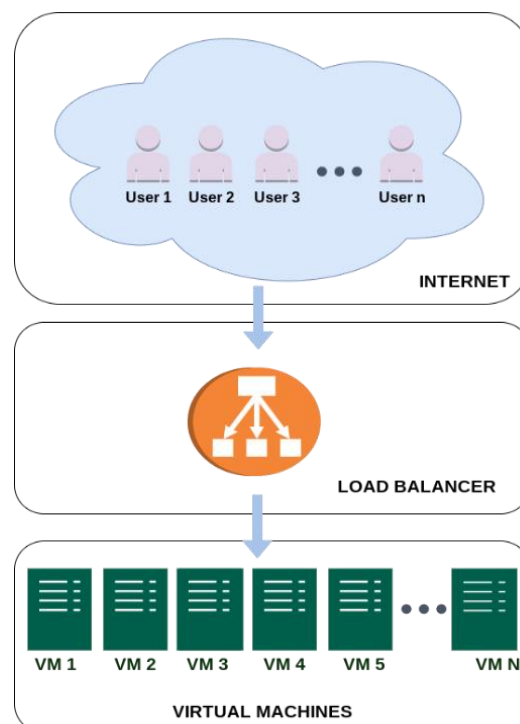 User 1 User 2 User 3 User n
INTERNET
LOAD BALANCER
VM 1 VM 2 VM 3 VM 4 VM 5 VM N
VIRTUAL MACHINES